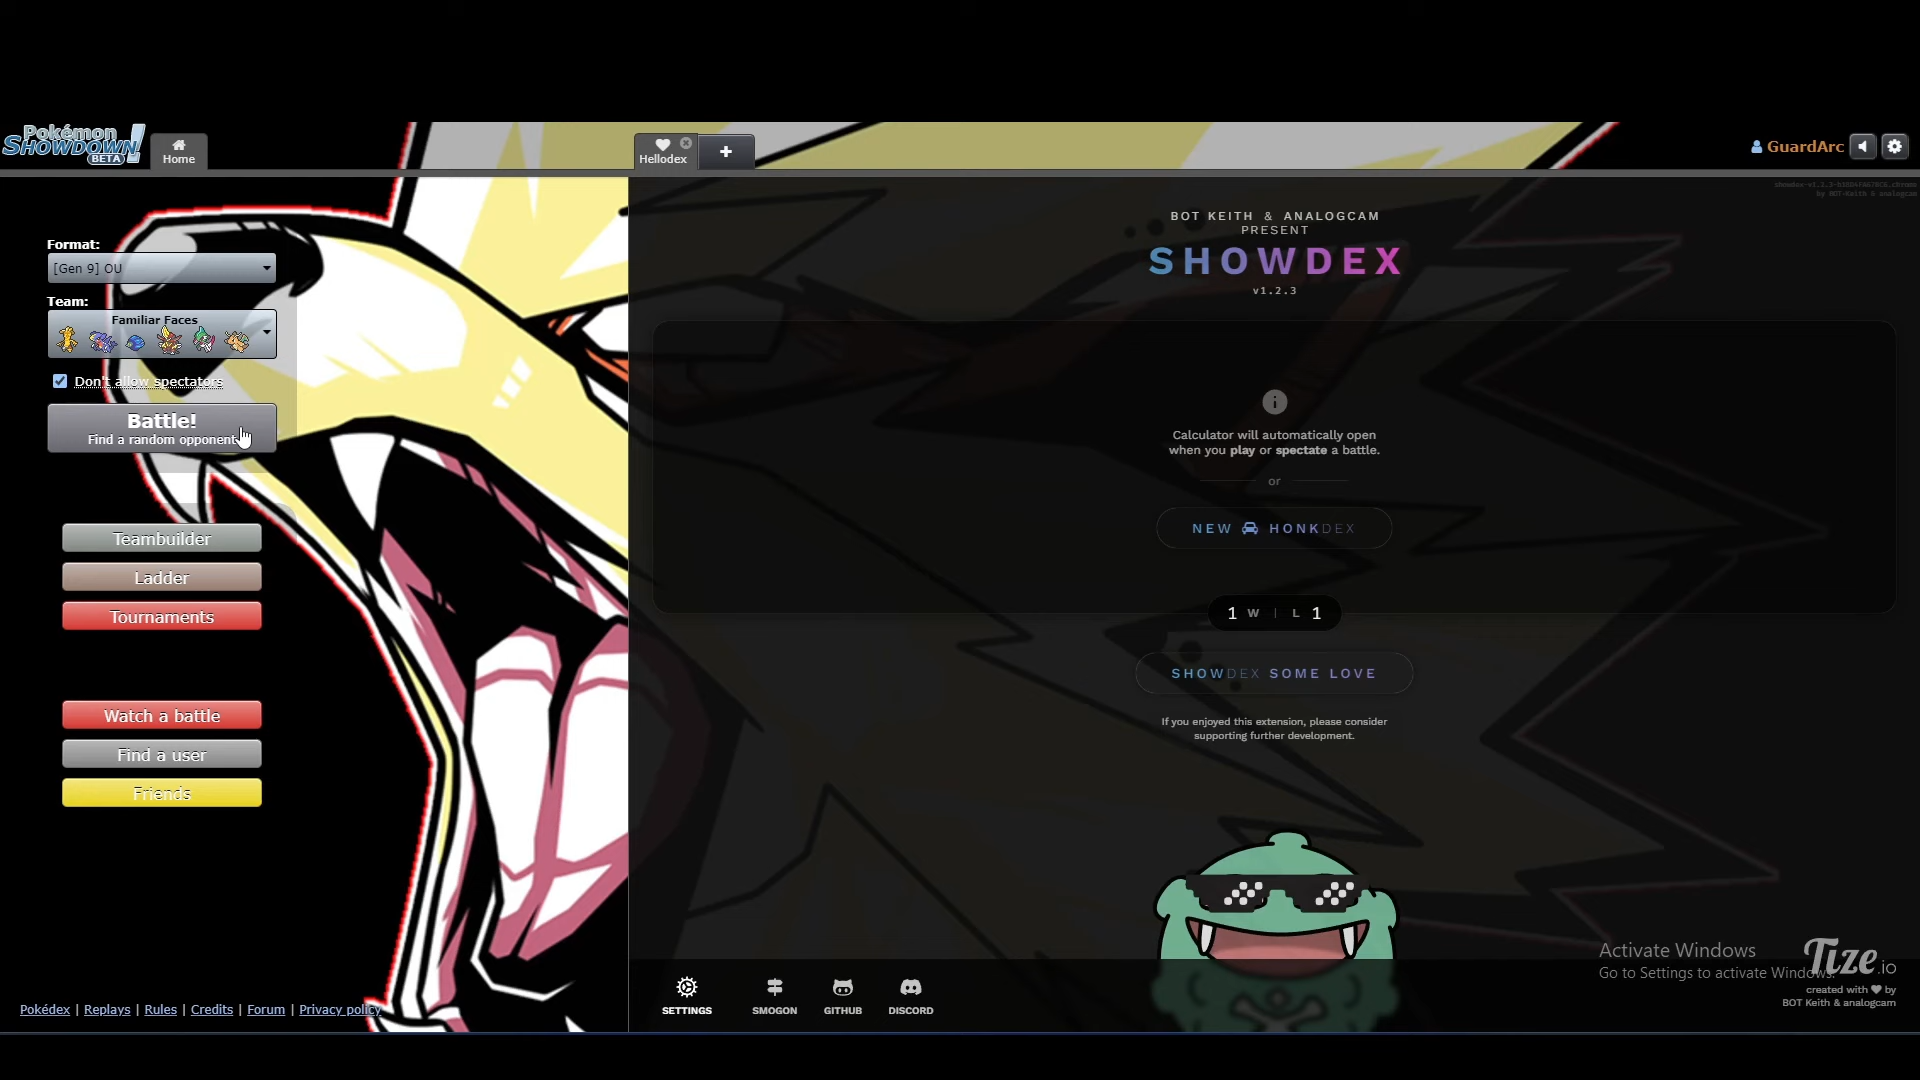 Pokémon
SHOWDOWN!
BETA
Home
Hellodex
+
GuardArc
by BOT Keith & analogcam
Format:
[Gen 9] OU
Team:
Familiar Faces
Don't allow spectators
Battle!
Find a random opponent
Teambuilder
Ladder
Tournaments
Watch a battle
Find a user
Friends
Pokédex | Replays | Rules | Credits | Forum | Privacy policy
BOT KEITH & ANALOGCAM
PRESENT
SHOWDEX
v1.2.3
Calculator will automatically open
when you play or spectate a battle.
or
NEW HONKDEX
1 W | L 1
SHOWDEX SOME LOVE
If you enjoyed this extension, please consider
supporting further development.
SETTINGS
SMOGON
GITHUB
DISCORD
Activate Windows
Go to Settings to activate Windows.
Tize.io
created with ♥ by
BOT Keith & analogcam